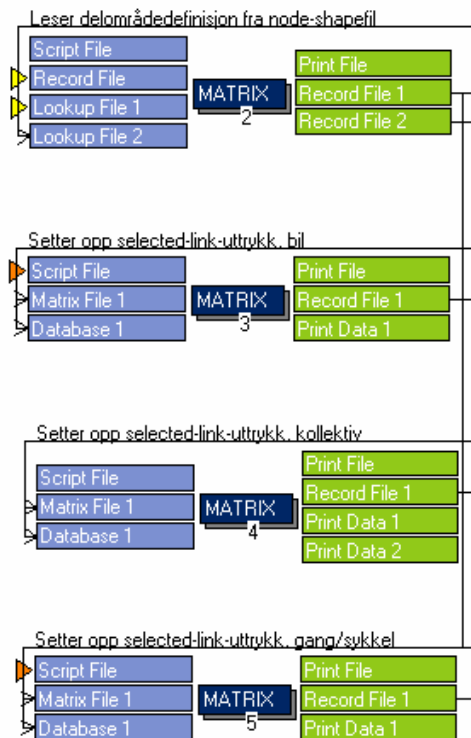 Leser delområdedefinisjon fra node-shapefil
Script File
Record File
Lookup File 1
Lookup File 2
MATRIX
2
Print File
Record File 1
Record File 2
Setter opp selected-link-uttrykk, bil
Script File
Matrix File 1
Database 1
MATRIX
3
Print File
Record File 1
Print Data 1
Setter opp selected-link-uttrykk, kollektiv
Script File
Matrix File 1
Database 1
MATRIX
4
Print File
Record File 1
Print Data 1
Print Data 2
Setter opp selected-link-uttrykk, gang/sykkel
Script File
Matrix File 1
Database 1
MATRIX
5
Print File
Record File 1
Print Data 1